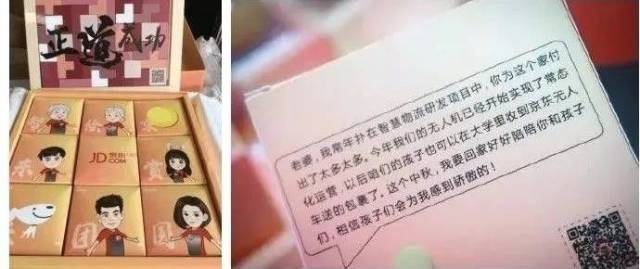 正道成功
京东
JD
.COM
东
赏
团
圆
老婆，我常年扑在智慧物流研发项目中，你为这个家付
出了太多太多。今年我们的无人机已经开始实现了常态
化运营，以后咱们的孩子也可以在大学里收到京东无人
车送的包裹了。这个中秋，我要回家好好陪陪你和孩子
们，相信孩子们会为我感到骄傲的！